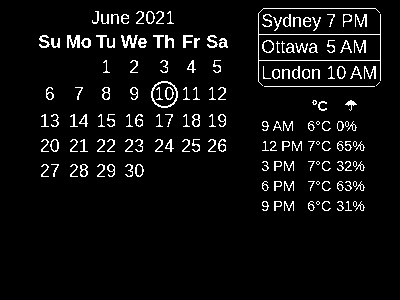 June 2021
Su Mo Tu We Th Fr Sa
1 2 3 4 5
6 7 8 9 10 11 12
13 14 15 16 17 18 19
20 21 22 23 24 25 26
27 28 29 30
Sydney 7 PM
Ottawa 5 AM
London 10 AM
°C ☂
9 AM 6°C 0%
12 PM 7°C 65%
3 PM 7°C 32%
6 PM 7°C 63%
9 PM 6°C 31%